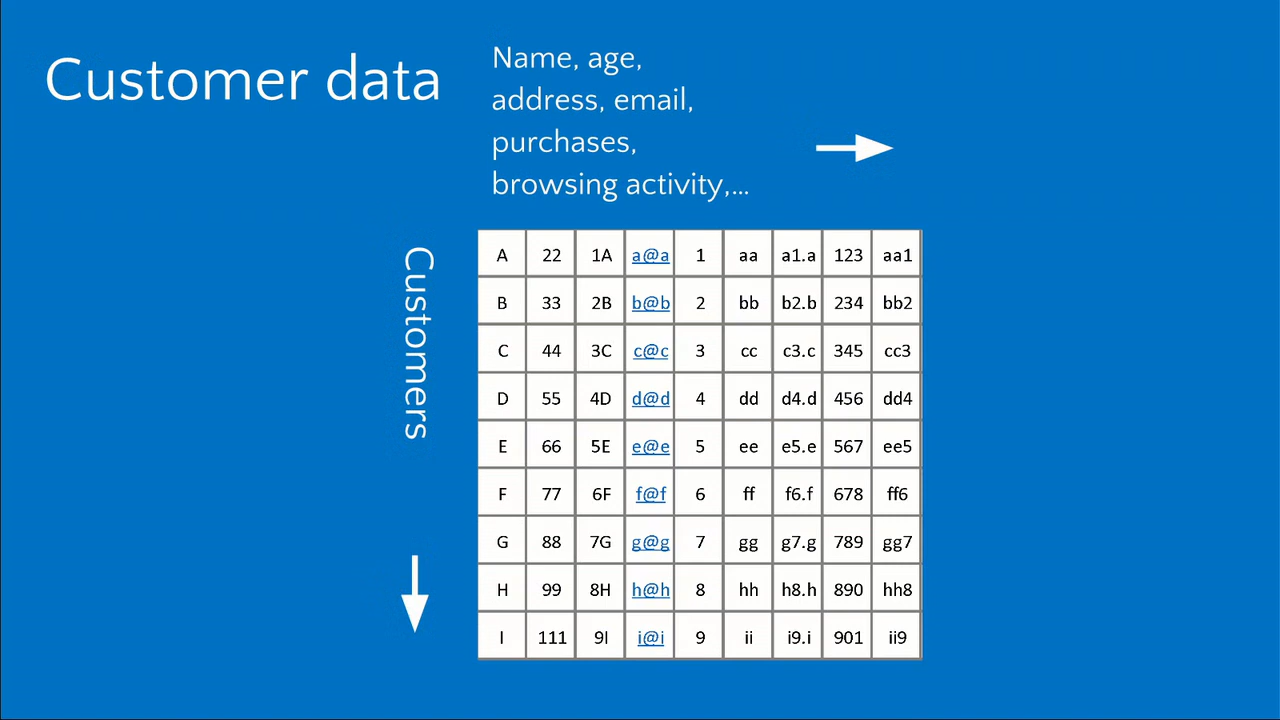 Customer data
Name, age,
address, email,
purchases,
browsing activity,...
Customers
A 22 1A a@a 1 aa a1.a 123 aa1
B 33 2B b@b 2 bb b2.b 234 bb2
C 44 3C c@c 3 cc c3.c 345 cc3
D 55 4D d@d 4 dd d4.d 456 dd4
E 66 5E e@e 5 ee e5.e 567 ee5
F 77 6F f@f 6 ff f6.f 678 ff6
G 88 7G g@g 7 gg g7.g 789 gg7
H 99 8H h@h 8 hh h8.h 890 hh8
I 111 9I i@i 9 ii i9.i 901 ii9